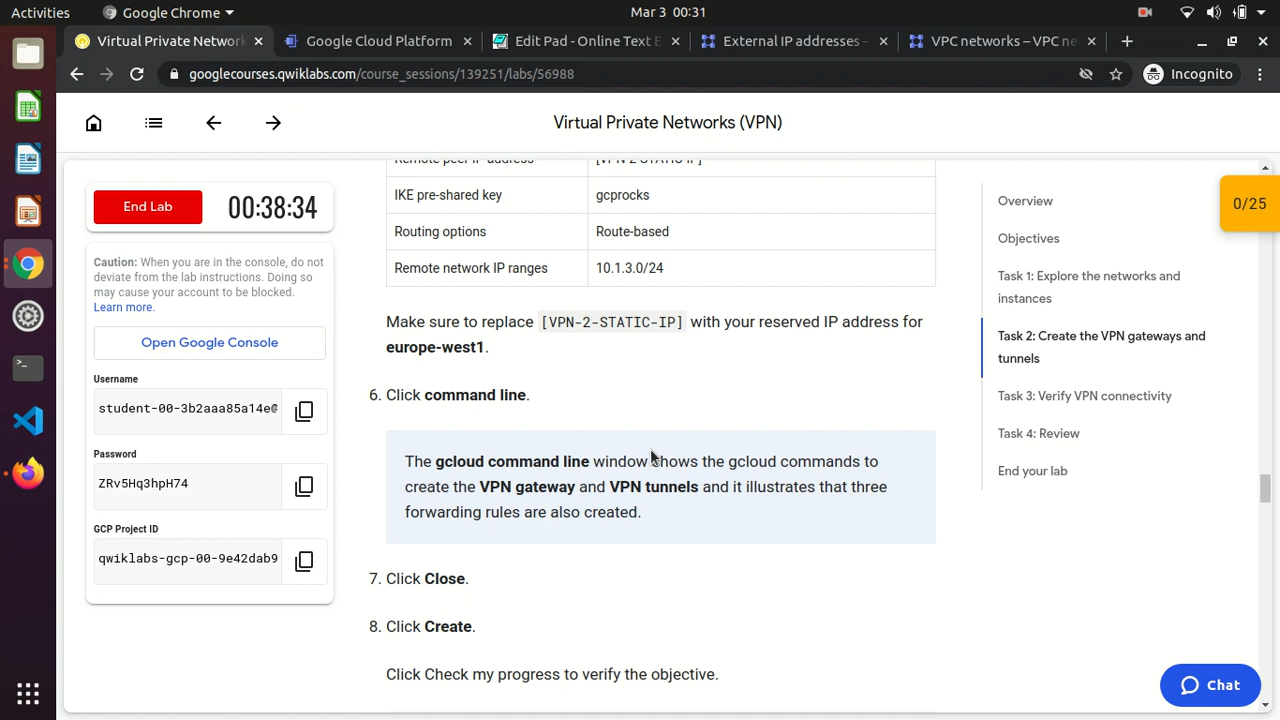 Activities
Google Chrome
Mar 3 00:31
Virtual Private Network
Google Cloud Platform
Edit Pad - Online Text E
External IP addresses –
VPC networks – VPC ne
googlecourses.qwiklabs.com/course_sessions/139251/labs/56988
Incognito
Virtual Private Networks (VPN)
End Lab
00:38:34
Caution: When you are in the console, do not
deviate from the lab instructions. Doing so
may cause your account to be blocked.
Learn more.
Open Google Console
Username
student-00-3b2aaa85a14e@
Password
ZRv5Hq3hpH74
GCP Project ID
qwiklabs-gcp-00-9e42dab9
Remote peer IP address [VPN-2-STATIC-IP]
IKE pre-shared key gcprocks
Routing options Route-based
Remote network IP ranges 10.1.3.0/24
Make sure to replace [VPN-2-STATIC-IP] with your reserved IP address for
europe-west1.
6. Click command line.
The gcloud command line window shows the gcloud commands to
create the VPN gateway and VPN tunnels and it illustrates that three
forwarding rules are also created.
7. Click Close.
8. Click Create.
Click Check my progress to verify the objective.
0/25
Overview
Objectives
Task 1: Explore the networks and
instances
Task 2: Create the VPN gateways and
tunnels
Task 3: Verify VPN connectivity
Task 4: Review
End your lab
Chat